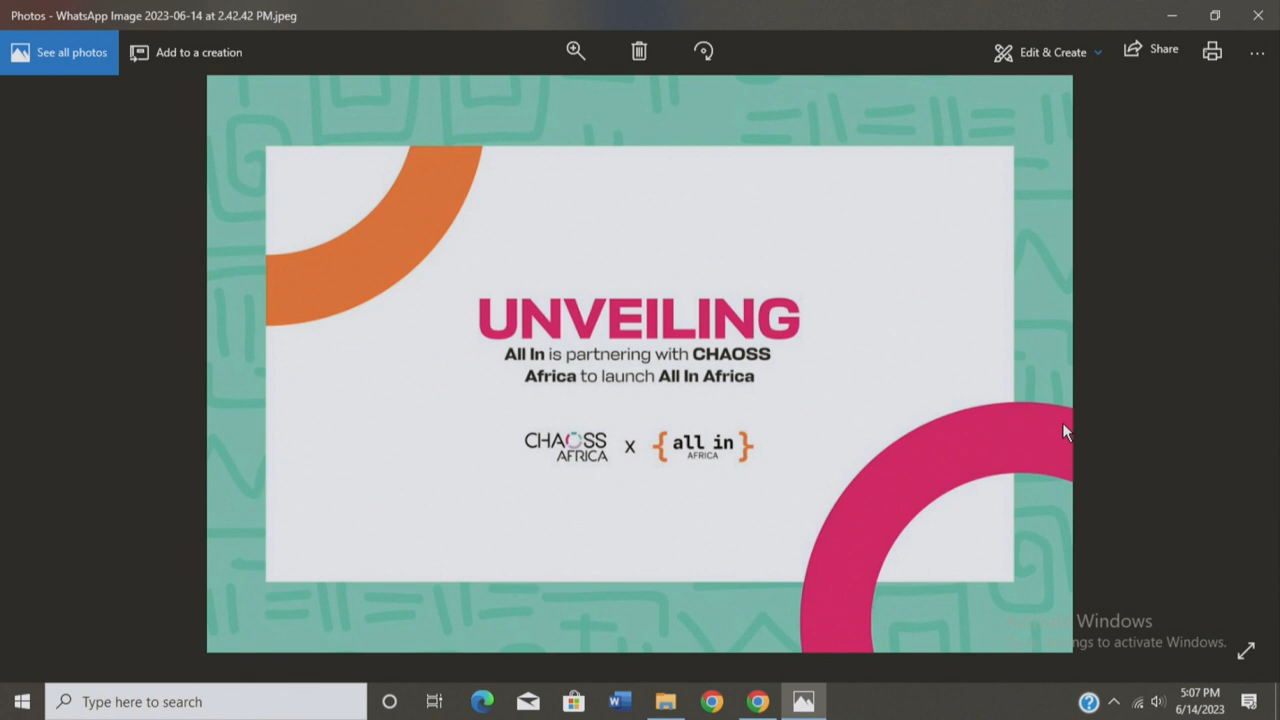 Photos - WhatsApp Image 2023-06-14 at 2.42.42 PM.jpeg
See all photos
Add to a creation
Edit & Create
Share
UNVEILING
All In is partnering with CHAOSS
Africa to launch All In Africa
CHAOSS
AFRICA
x
{ all in }
AFRICA
Windows
to activate Windows.
Type here to search
5:07 PM
6/14/2023